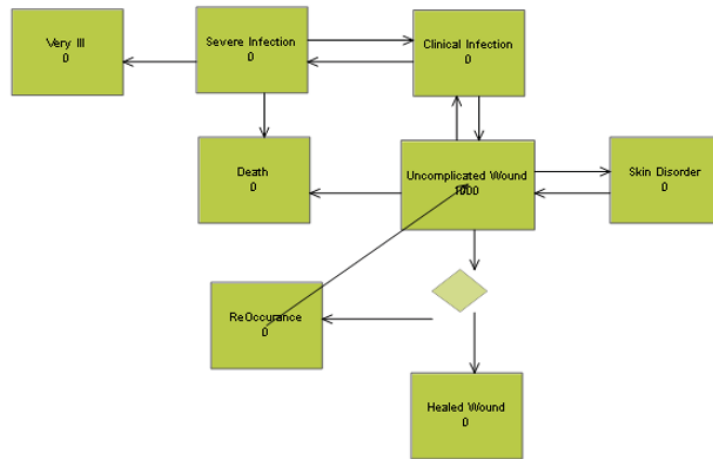 Very Ill
0
Severe Infection
0
Clinical Infection
0
Death
0
Uncomplicated Wound
1000
Skin Disorder
0
ReOccurance
0
Healed Wound
0